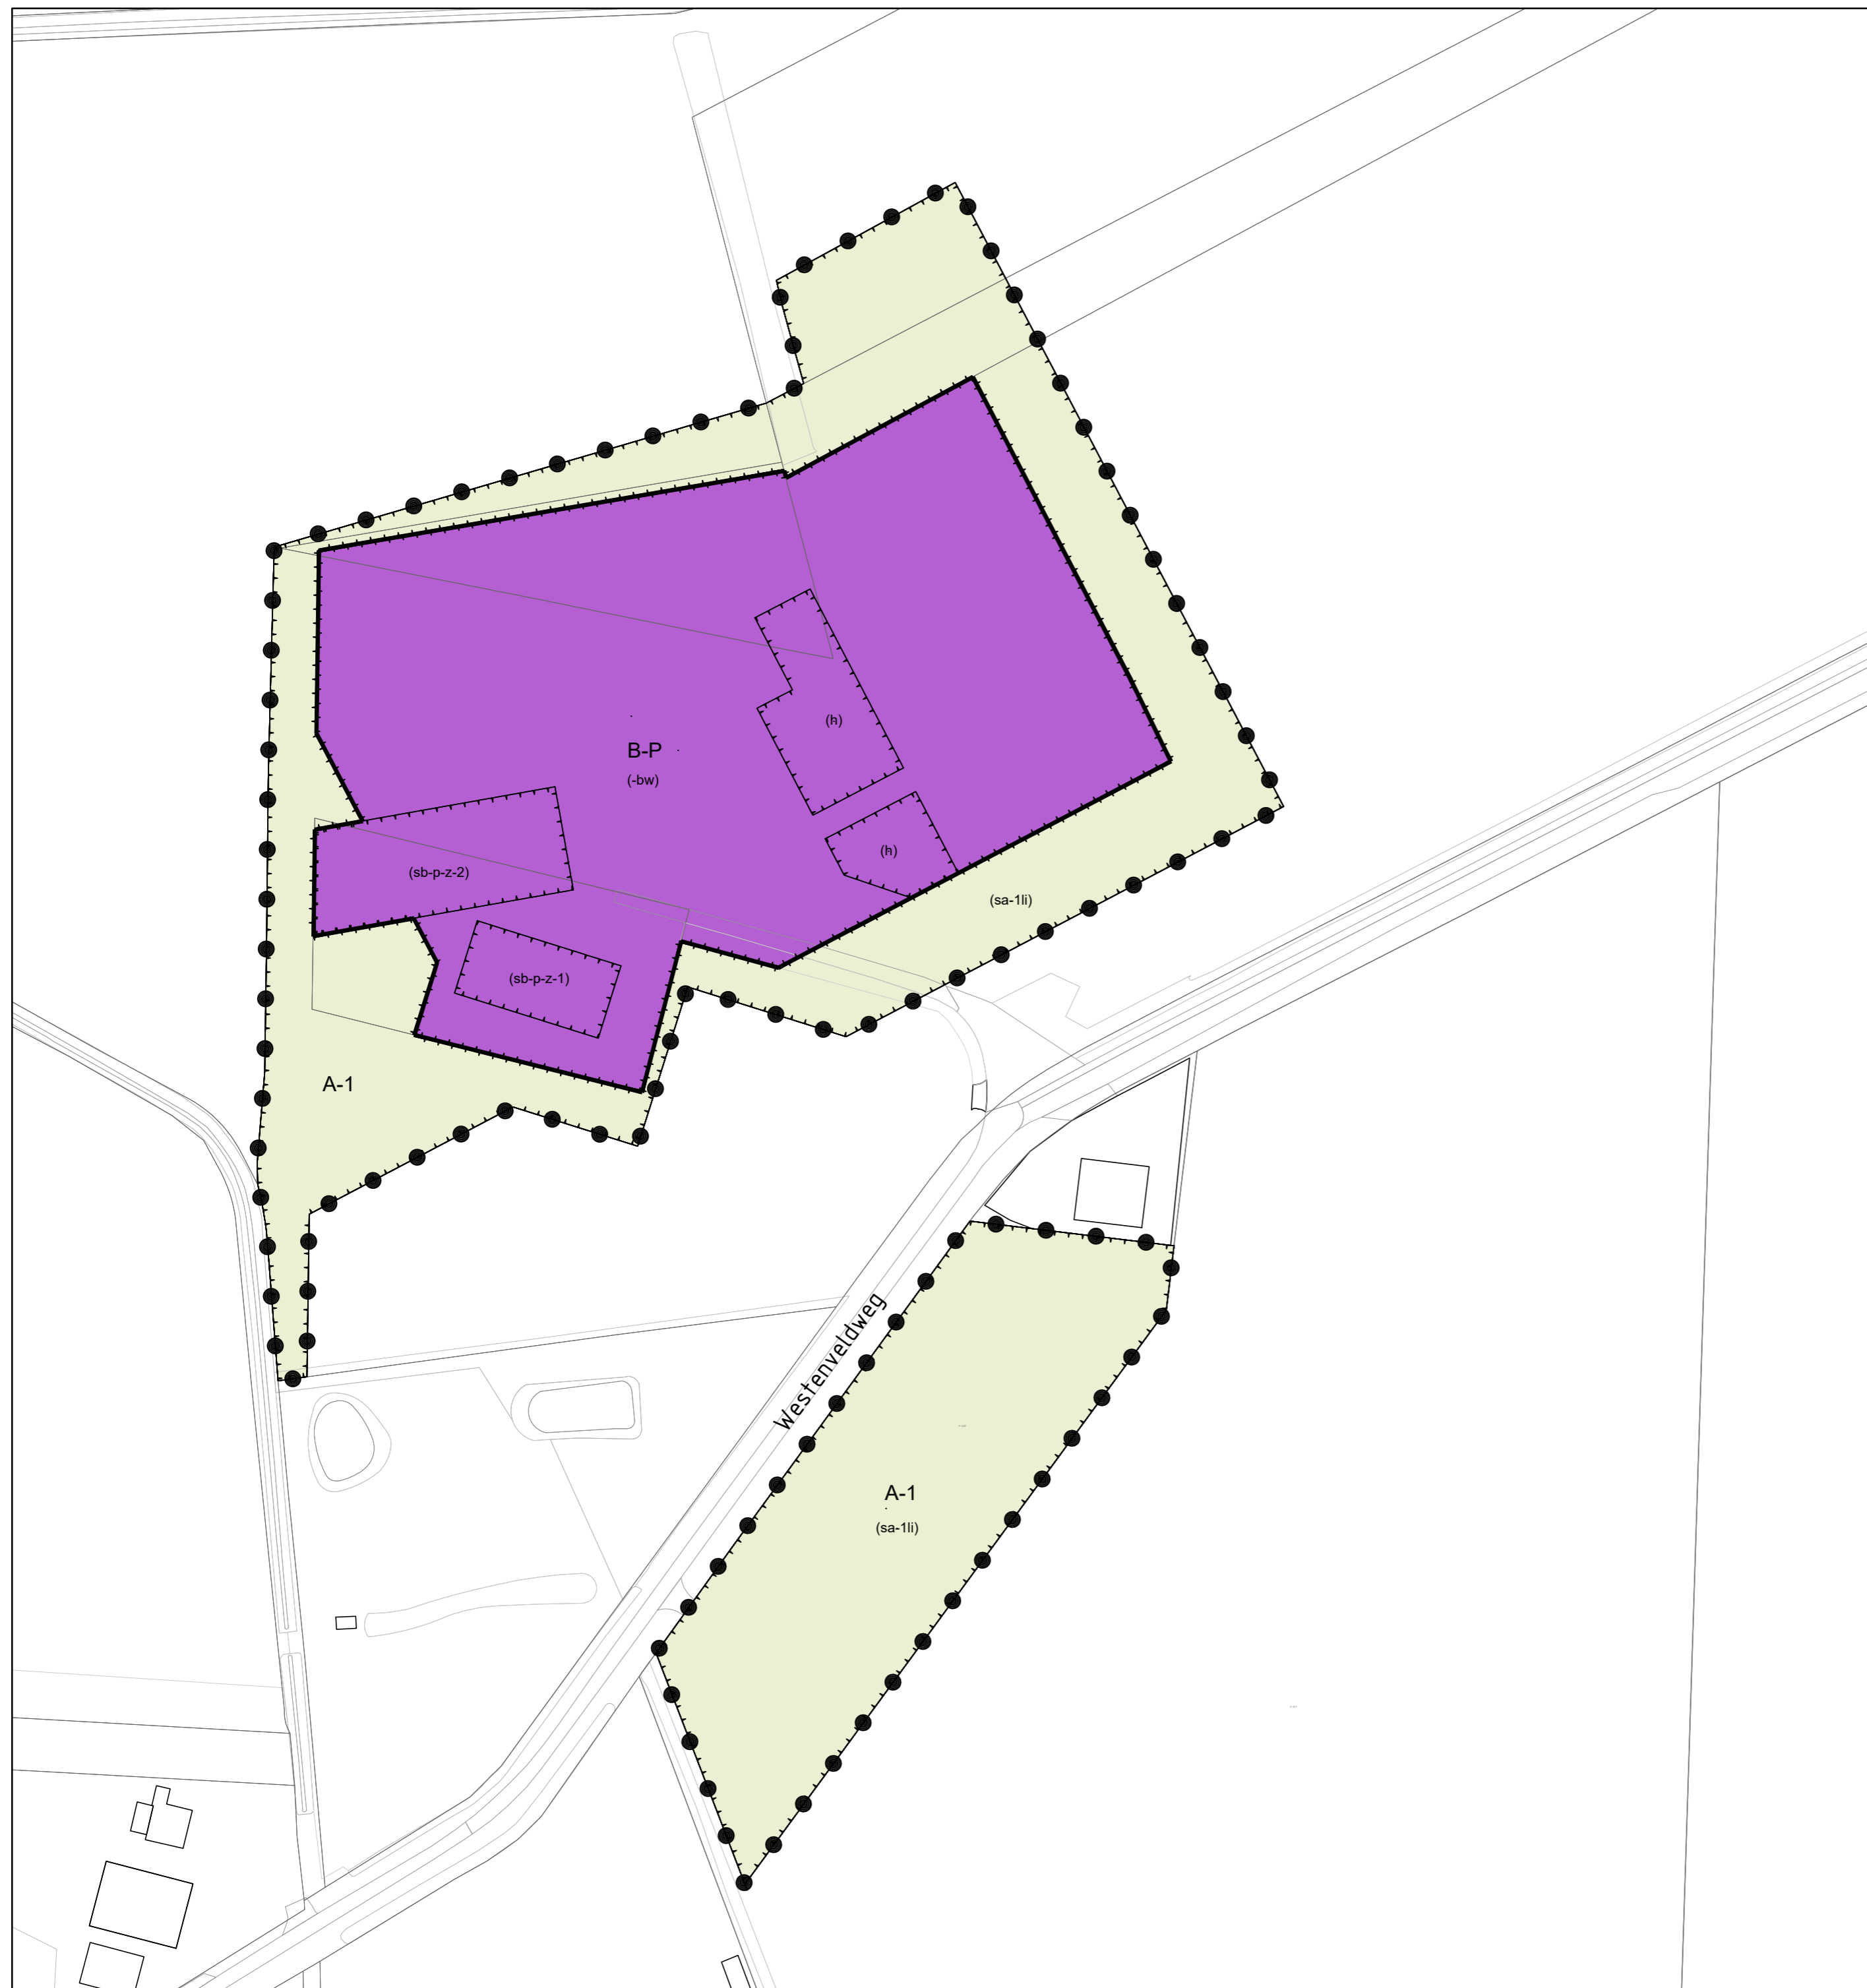 (h)
B-P
(-bw)
(h)
(sb-p-z-2)
(sa-1li)
(sb-p-z-1)
A-1
Westenveldweg
A-1
(sa-1li)